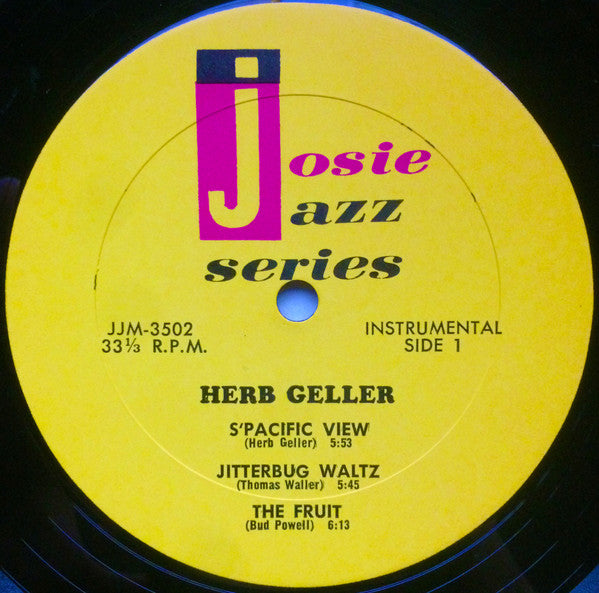 josie
jazz
series
JJM-3502
33⅓ R.P.M.
INSTRUMENTAL
SIDE 1
HERB GELLER
S'PACIFIC VIEW
(Herb Geller) 5:53
JITTERBUG WALTZ
(Thomas Waller) 5:45
THE FRUIT
(Bud Powell) 6:13